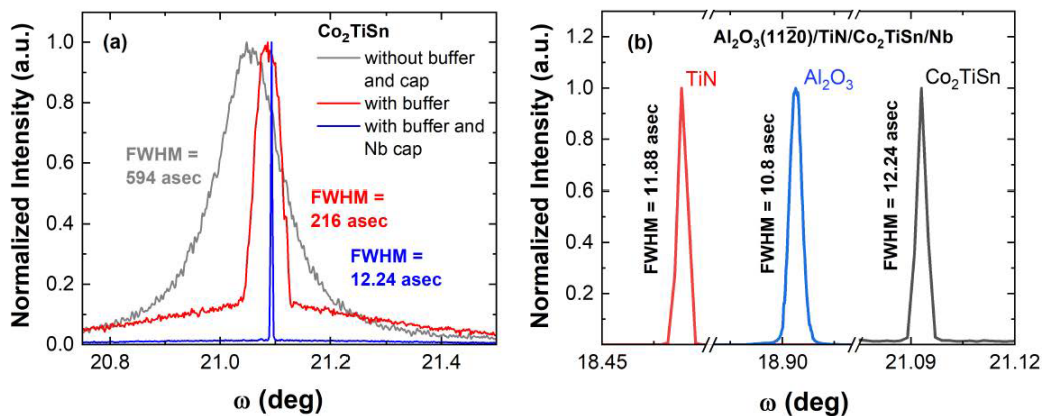 (a)
Co₂TiSn
without buffer
and cap
with buffer
with buffer and
Nb cap
FWHM =
594 asec
FWHM =
216 asec
FWHM =
12.24 asec
Normalized Intensity (a.u.)
1.0
0.8
0.6
0.4
0.2
0.0
20.8 21.0 21.2 21.4
ω (deg)
(b)
Al₂O₃(112̄0)/TiN/Co₂TiSn/Nb
TiN
Al₂O₃
Co₂TiSn
FWHM = 11.88 asec
FWHM = 10.8 asec
FWHM = 12.24 asec
Normalized Intensity (a.u.)
1.2
1.0
0.8
0.6
0.4
0.2
18.45 18.90 21.09 21.12
ω (deg)